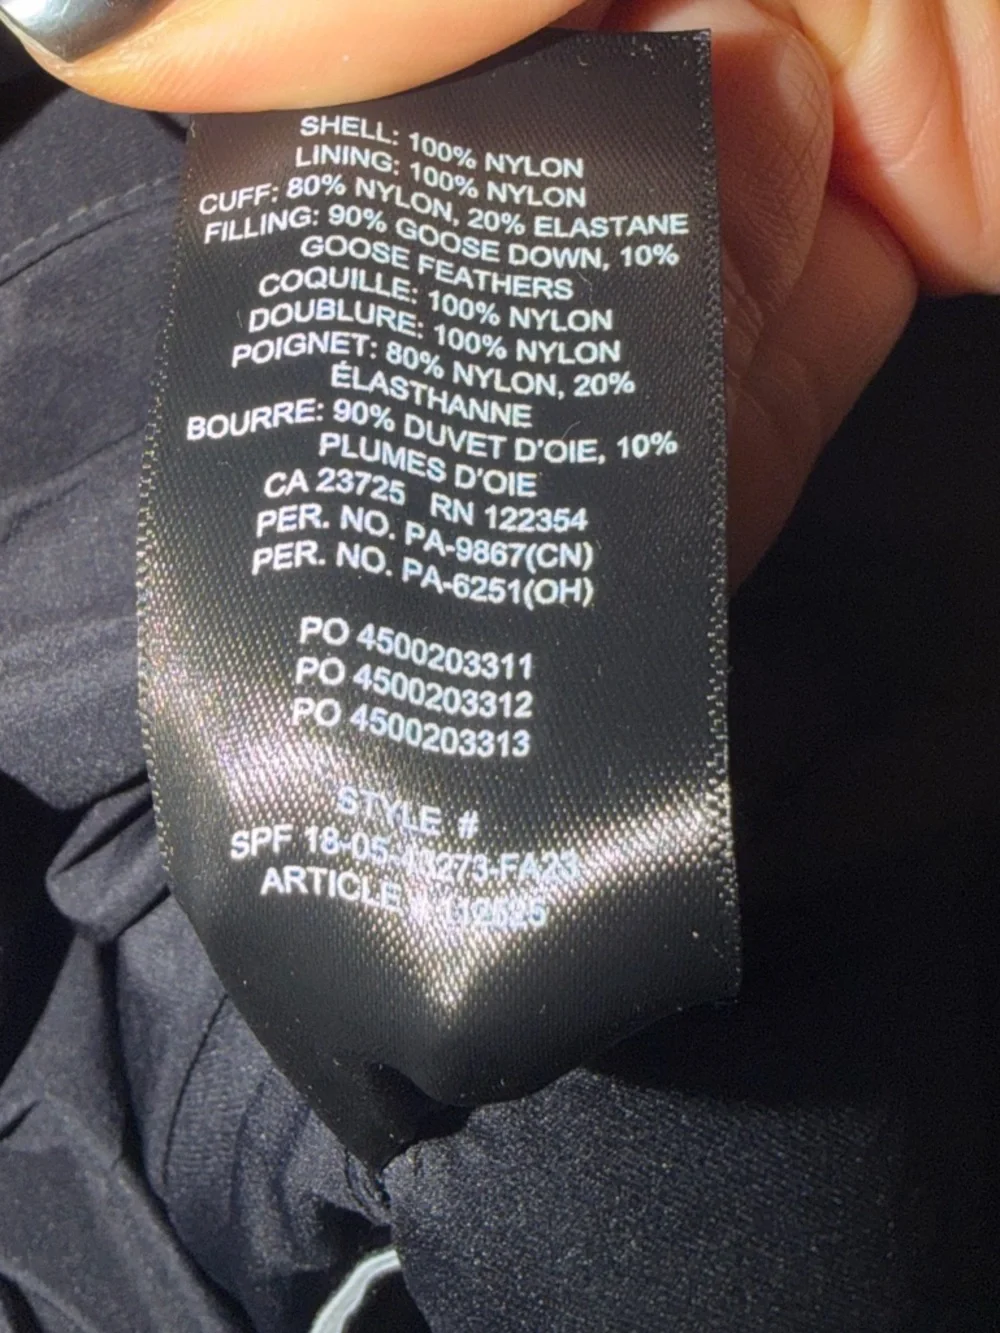 SHELL: 100% NYLON
LINING: 100% NYLON
CUFF: 80% NYLON, 20% ELASTANE
FILLING: 90% GOOSE DOWN, 10%
GOOSE FEATHERS
COQUILLE: 100% NYLON
DOUBLURE: 100% NYLON
POIGNET: 80% NYLON, 20%
ÉLASTHANNE
BOURRE: 90% DUVET D'OIE, 10%
PLUMES D'OIE
CA 23725 RN 122354
PER. NO. PA-9867(CN)
PER. NO. PA-6251(OH)
PO 4500203311
PO 4500203312
PO 4500203313
STYLE #
SPF
ARTICLE